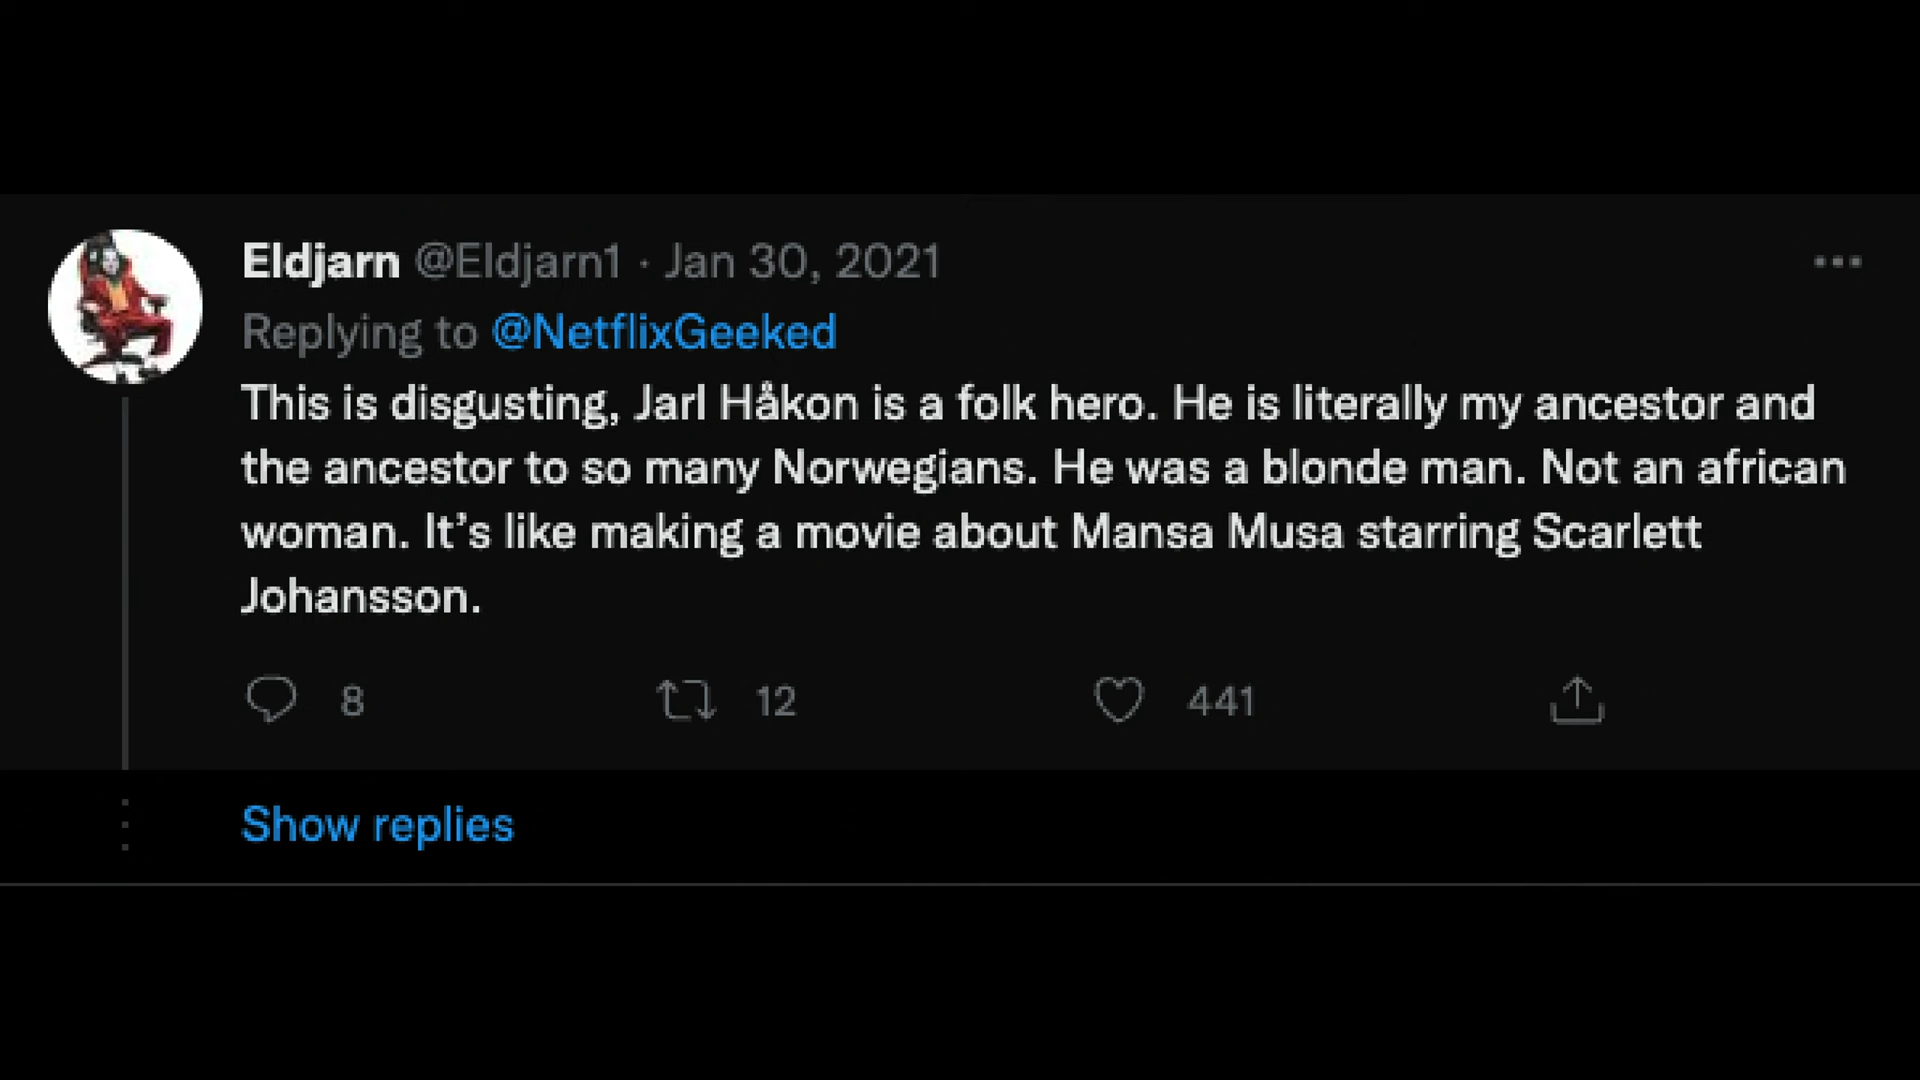 Eldjarn @Eldjarn1 · Jan 30, 2021
Replying to @NetflixGeeked
This is disgusting, Jarl Håkon is a folk hero. He is literally my ancestor and
the ancestor to so many Norwegians. He was a blonde man. Not an african
woman. It’s like making a movie about Mansa Musa starring Scarlett
Johansson.
8 12 441
Show replies